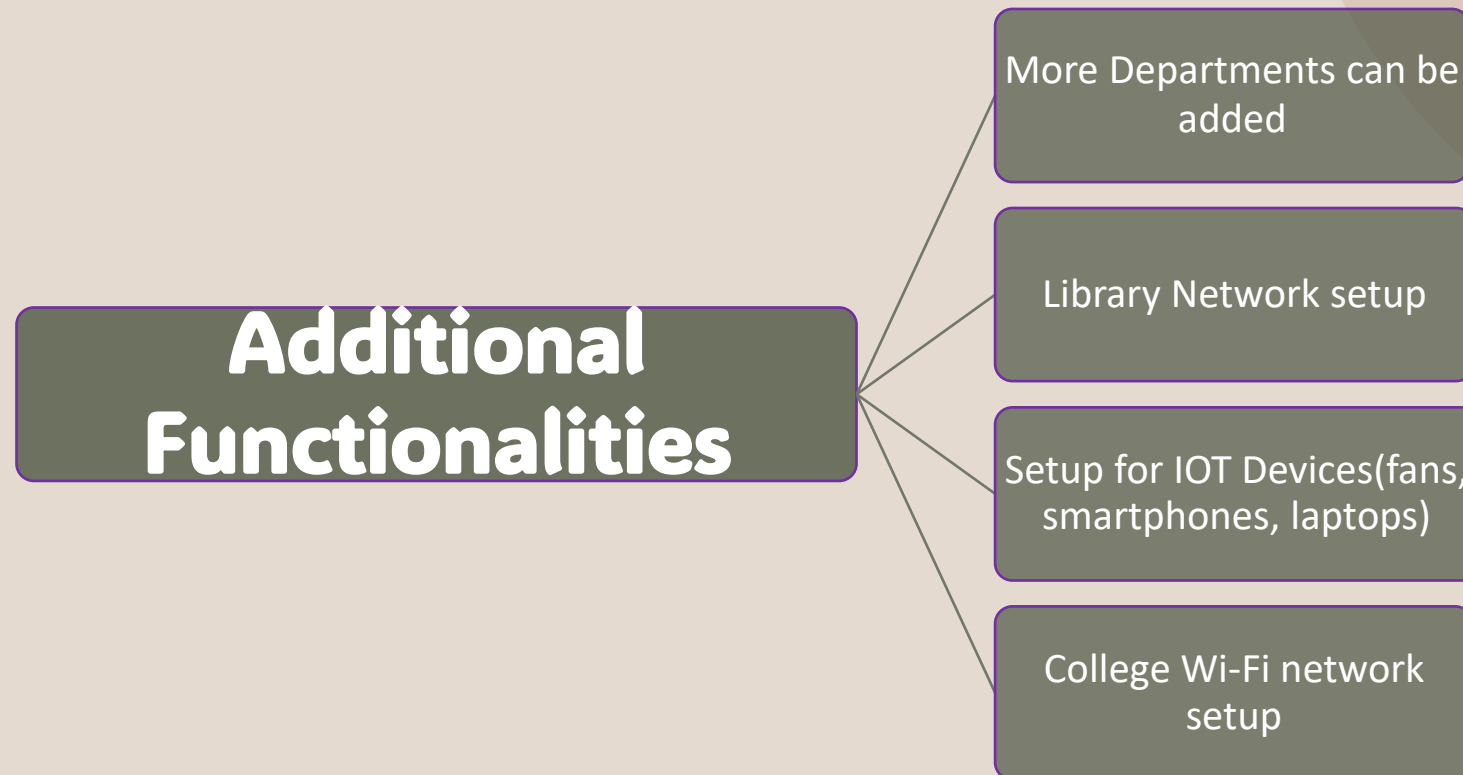 Additional
Functionalities
More Departments can be
added
Library Network setup
Setup for IOT Devices(fans,
smartphones, laptops)
College Wi-Fi network
setup